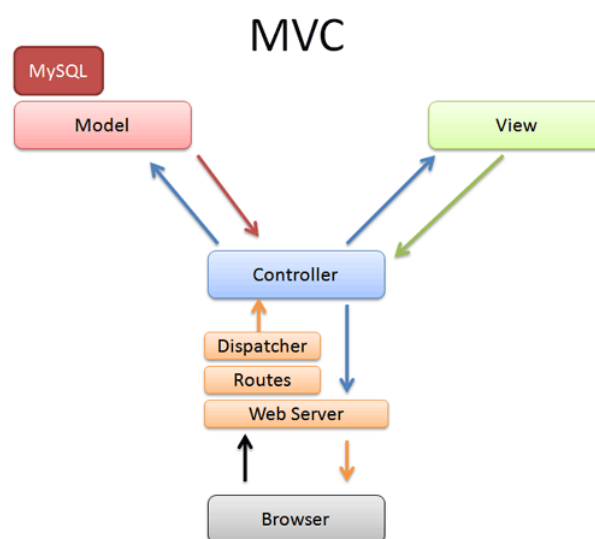 MVC
MySQL
Model
View
Controller
Dispatcher
Routes
Web Server
Browser